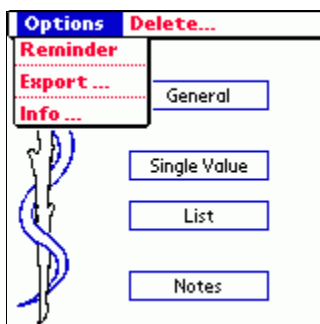 Options Delete...
Reminder
Export ...
General
Info ...
Single Value
List
Notes